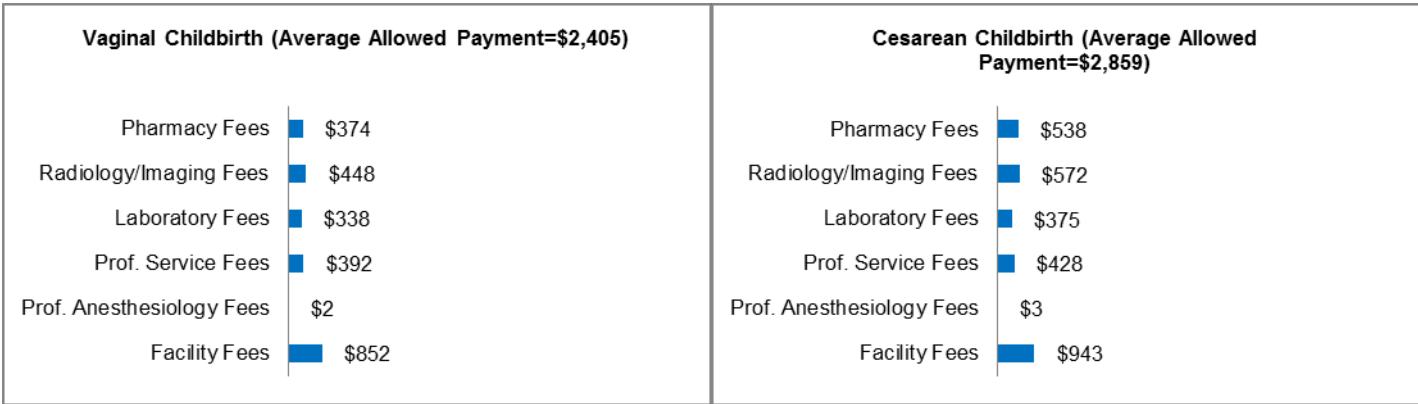 Vaginal Childbirth (Average Allowed Payment=$2,405)
Pharmacy Fees $374
Radiology/Imaging Fees $448
Laboratory Fees $338
Prof. Service Fees $392
Prof. Anesthesiology Fees $2
Facility Fees $852
Cesarean Childbirth (Average Allowed
Payment=$2,859)
Pharmacy Fees $538
Radiology/Imaging Fees $572
Laboratory Fees $375
Prof. Service Fees $428
Prof. Anesthesiology Fees $3
Facility Fees $943